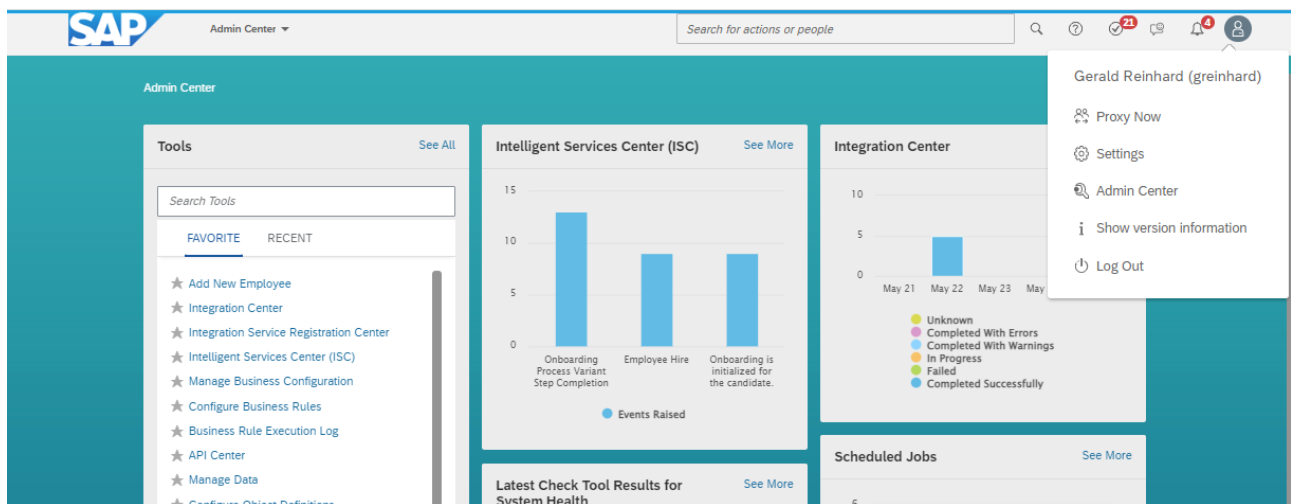 SAP
Admin Center
Search for actions or people
21
4
Gerald Reinhard (greinhard)
Proxy Now
Settings
Admin Center
Show version information
Log Out
Admin Center
Tools
See All
Search Tools
FAVORITE RECENT
Add New Employee
Integration Center
Integration Service Registration Center
Intelligent Services Center (ISC)
Manage Business Configuration
Configure Business Rules
Business Rule Execution Log
API Center
Manage Data
Configure Object Definitions
Intelligent Services Center (ISC)
See More
15
10
5
0
Onboarding
Process Variant
Step Completion
Employee Hire
Onboarding is
initialized for
the candidate.
Events Raised
Latest Check Tool Results for
System Health
See More
Integration Center
10
5
0
May 21 May 22 May 23 May
Unknown
Completed With Errors
Completed With Warnings
In Progress
Failed
Completed Successfully
Scheduled Jobs
See More
6